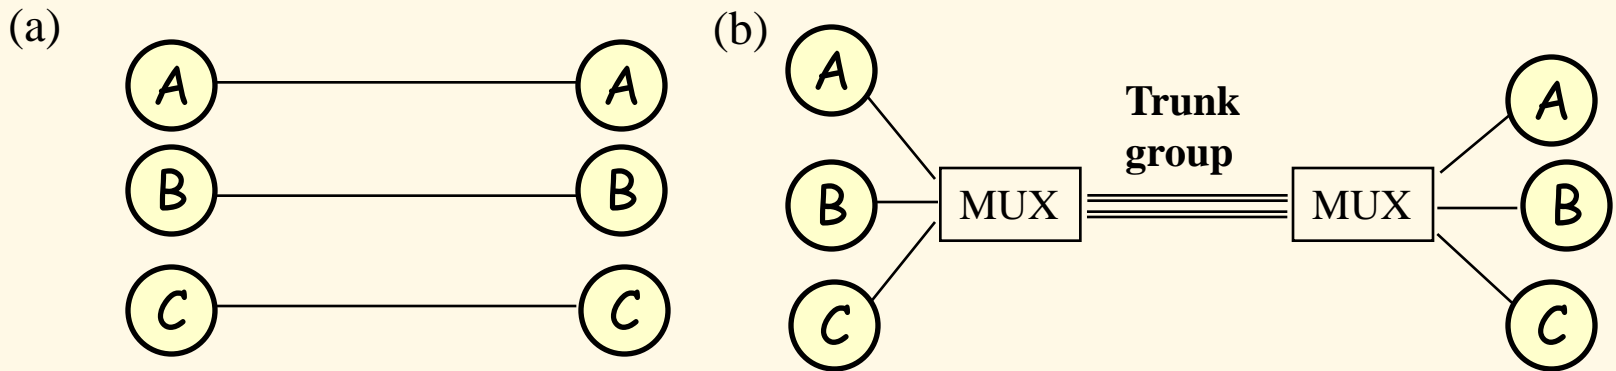 (a)
A A
B B
C C
(b)
A
Trunk
group
A
B MUX MUX B
C C